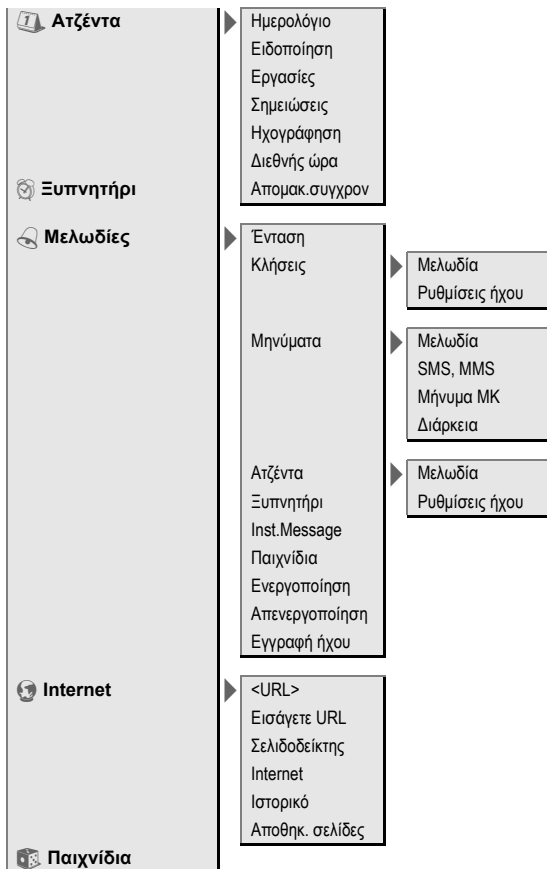 Ατζέντα
Ημερολόγιο
Ειδοποίηση
Εργασίες
Σημειώσεις
Ηχογράφηση
Διεθνής ώρα
Απομακ.συγχρον
Ξυπνητήρι
Μελωδίες
Ένταση
Κλήσεις
Μελωδία
Ρυθμίσεις ήχου
Μηνύματα
Μελωδία
SMS, MMS
Μήνυμα ΜΚ
Διάρκεια
Ατζέντα
Μελωδία
Ρυθμίσεις ήχου
Ξυπνητήρι
Inst.Message
Παιχνίδια
Ενεργοποίηση
Απενεργοποίηση
Εγγραφή ήχου
Internet
<URL>
Εισάγετε URL
Σελιδοδείκτης
Internet
Ιστορικό
Αποθηκ. σελίδες
Παιχνίδια